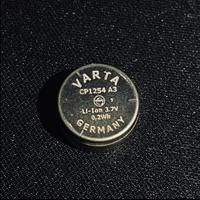 VARTA
CP1254 A3
Li-Ion 3.7V
0.2Wh
GERMANY